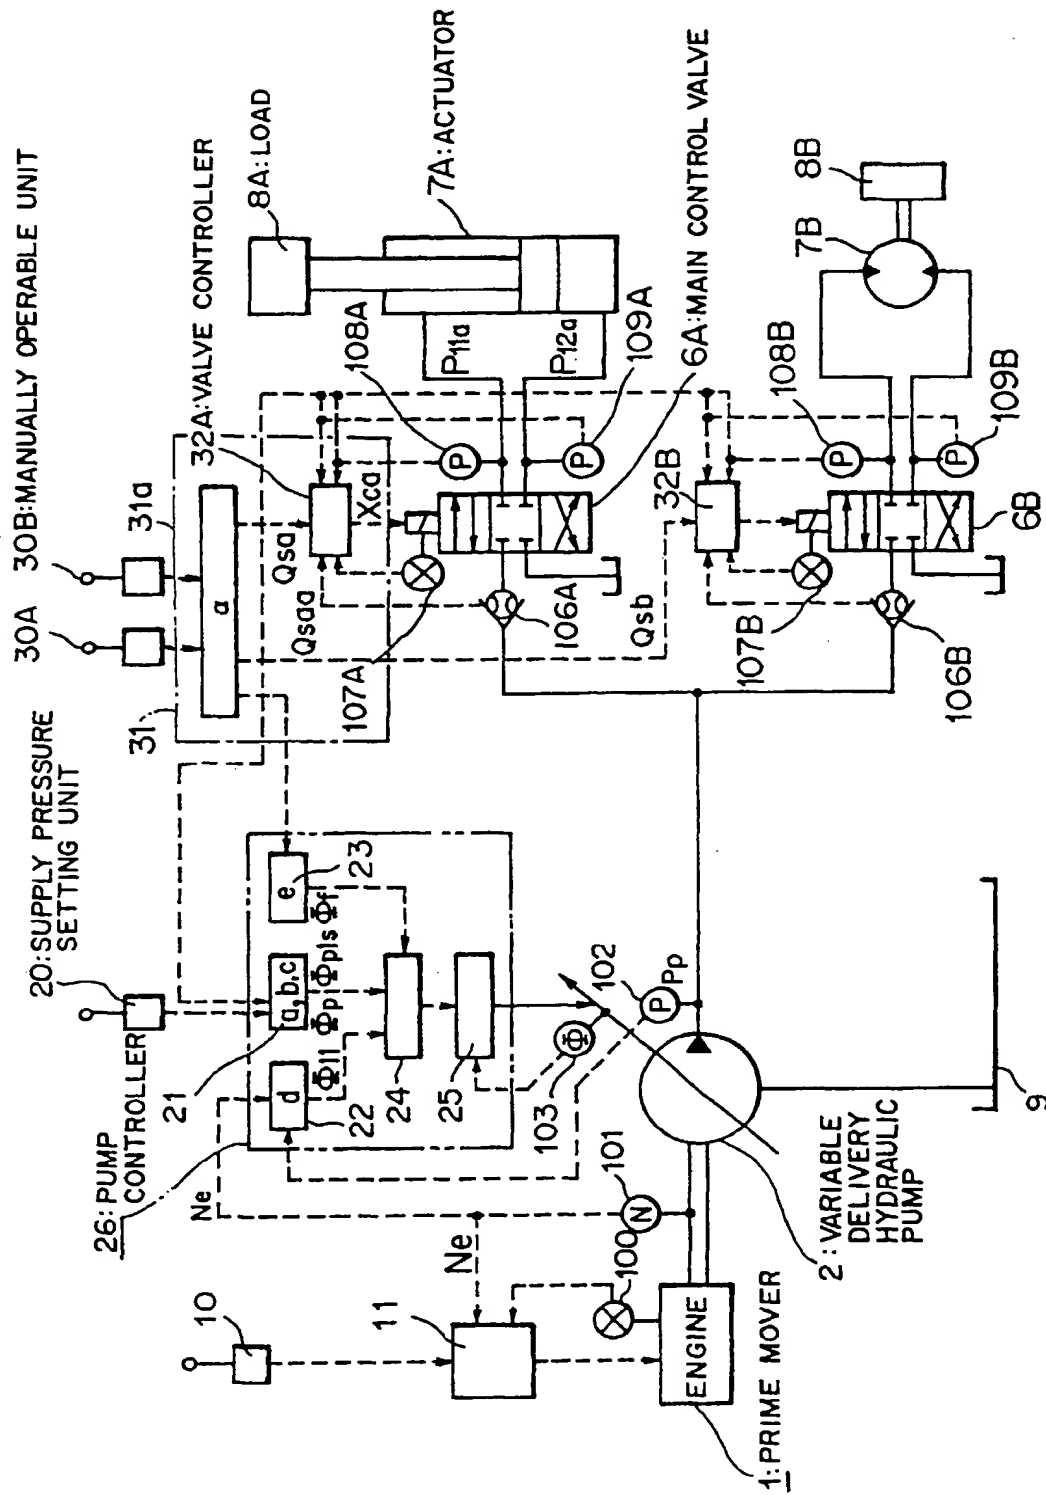 30A
30B:MANUALLY OPERABLE UNIT
31
31a
α
32A:VALVE CONTROLLER
8A:LOAD
7A:ACTUATOR
Qsa
Qsaa
Xca
108A
P11a
P12a
109A
6A:MAIN CONTROL VALVE
107A
106A
P
P
Qsb
32B
108B
P
P
109B
7B
8B
6B
107B
106B
20:SUPPLY PRESSURE
SETTING UNIT
26:PUMP
CONTROLLER
d
a,b,c
e
21
22
23
Φ11
Φp
Φpls
Φf
24
25
Ne
Ne
10
11
100
N
101
Φ
103
P
102
Pp
ENGINE
1:PRIME MOVER
2:VARIABLE
DELIVERY
HYDRAULIC
PUMP
9